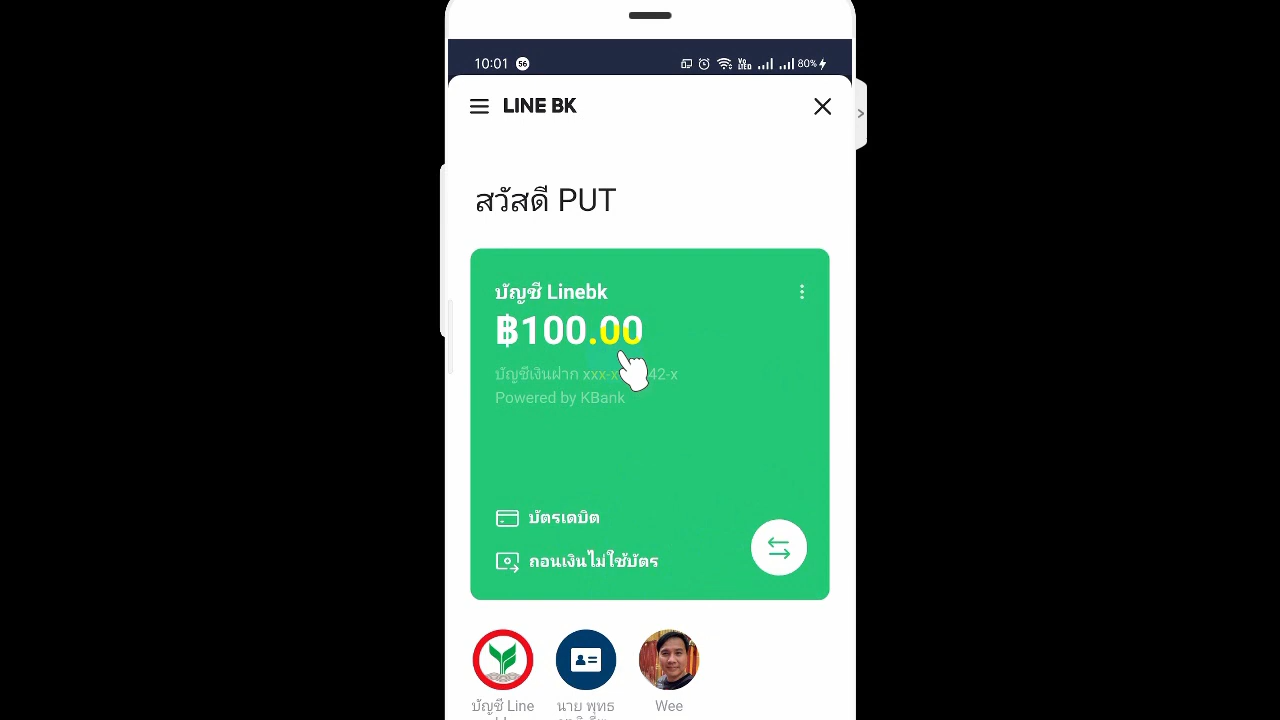 10:01 56 80%
LINE BK
สวัสดี PUT
บัญชี Linebk
฿100.00
บัญชีเงินฝาก xxx-x 42-x
Powered by KBank
บัตรเดบิต
ถอนเงินไม่ใช้บัตร
บัญชี Line
นาย พุทธ
Wee